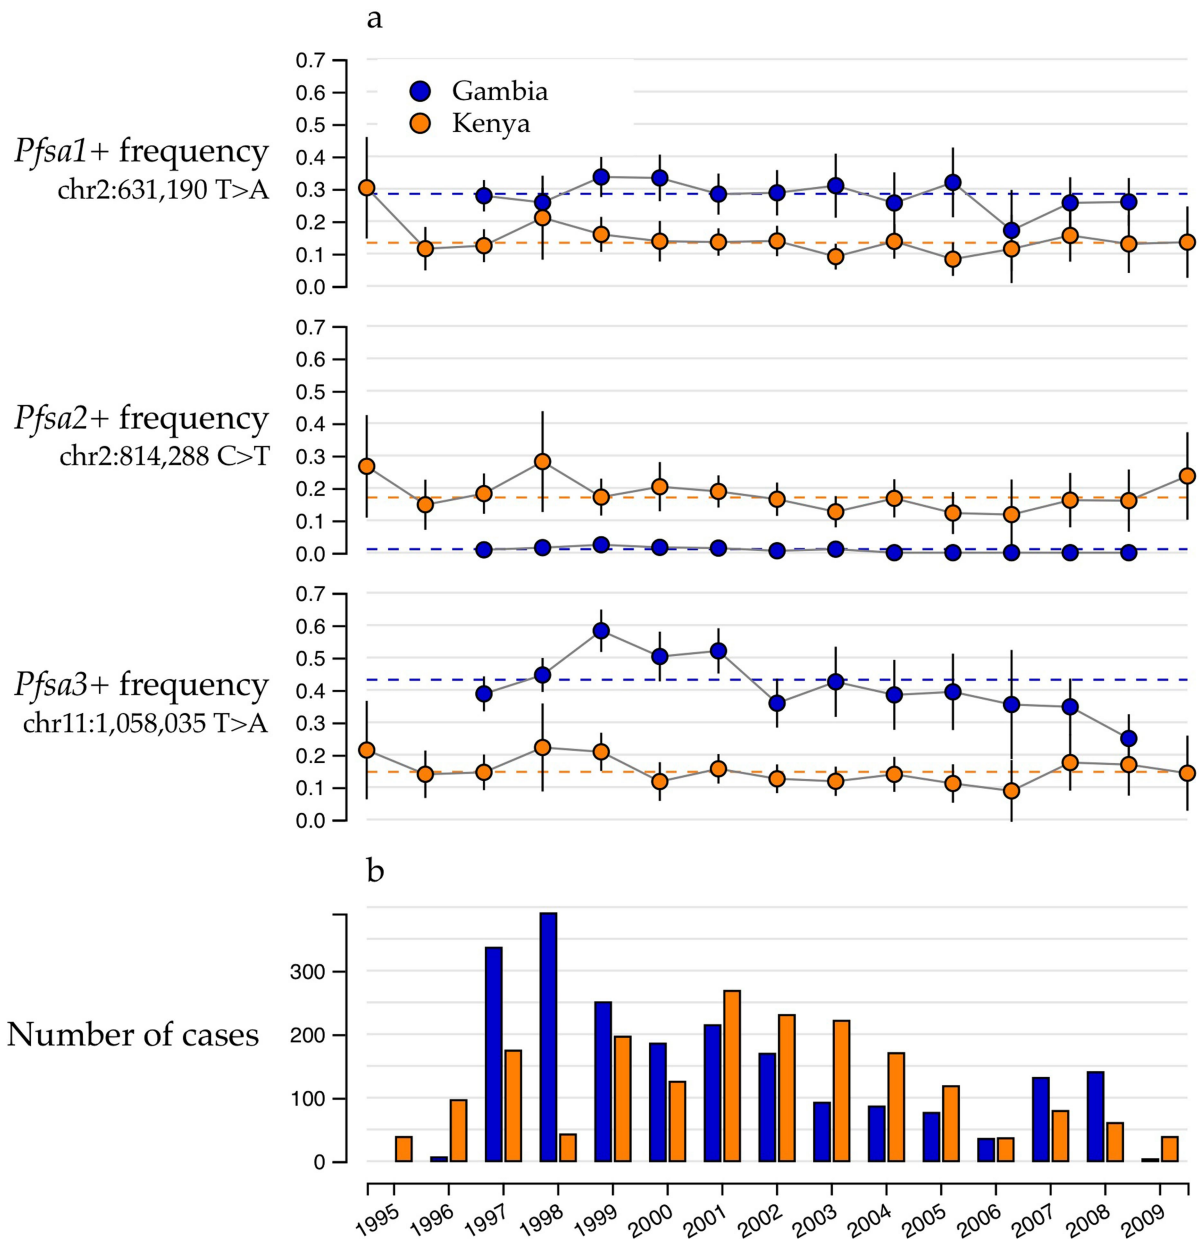 a
0.7
0.6
0.5
0.4
0.3
0.2
0.1
0.0
Gambia
Kenya
Pfsa1+ frequency
chr2:631,190 T>A
0.7
0.6
0.5
0.4
0.3
0.2
0.1
0.0
Pfsa2+ frequency
chr2:814,288 C>T
0.7
0.6
0.5
0.4
0.3
0.2
0.1
0.0
Pfsa3+ frequency
chr11:1,058,035 T>A
b
300
200
100
0
Number of cases
1995 1996 1997 1998 1999 2000 2001 2002 2003 2004 2005 2006 2007 2008 2009